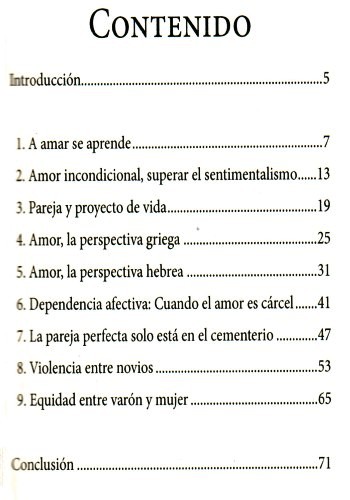 CONTENIDO
Introducción..................................................................5
1. A amar se aprende....................................................7
2. Amor incondicional, superar el sentimentalismo......13
3. Pareja y proyecto de vida..........................................19
4. Amor, la perspectiva griega ......................................25
5. Amor, la perspectiva hebrea .....................................31
6. Dependencia afectiva: Cuando el amor es cárcel.......41
7. La pareja perfecta solo está en el cementerio ............47
8. Violencia entre novios ..............................................53
9. Equidad entre varón y mujer ....................................65
Conclusión ..................................................................71